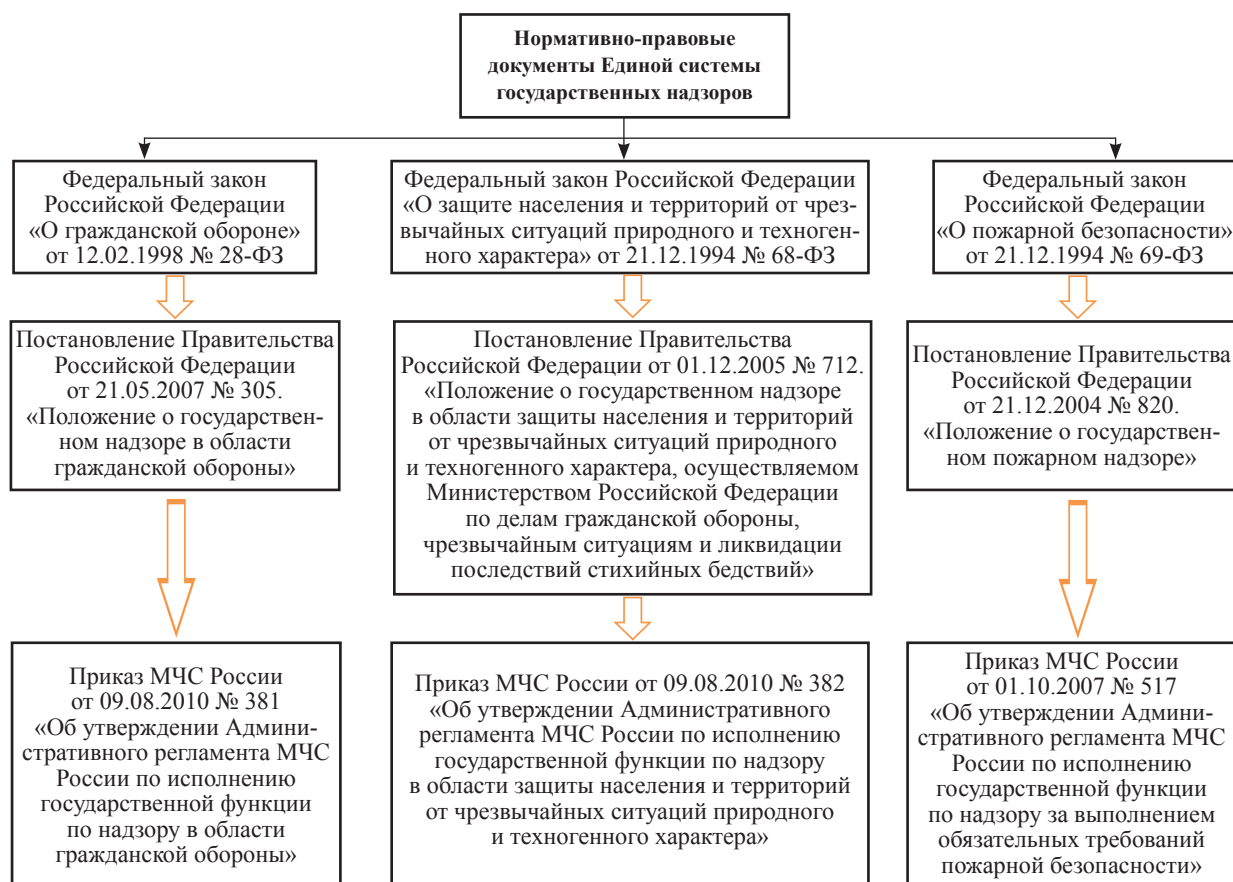 Нормативно-правовые
документы Единой системы
государственных надзоров
Федеральный закон
Российской Федерации
«О гражданской обороне»
от 12.02.1998 № 28-ФЗ
Федеральный закон Российской Федерации
«О защите населения и территорий от чрез-
вычайных ситуаций природного и техноген-
ного характера» от 21.12.1994 № 68-ФЗ
Федеральный закон
Российской Федерации
«О пожарной безопасности»
от 21.12.1994 № 69-ФЗ
Постановление Правительства
Российской Федерации
от 21.05.2007 № 305.
«Положение о государствен-
ном надзоре в области
гражданской обороны»
Постановление Правительства
Российской Федерации от 01.12.2005 № 712.
«Положение о государственном надзоре
в области защиты населения и территорий
от чрезвычайных ситуаций природного
и техногенного характера, осуществляемом
Министерством Российской Федерации
по делам гражданской обороны,
чрезвычайным ситуациям и ликвидации
последствий стихийных бедствий»
Постановление Правительства
Российской Федерации
от 21.12.2004 № 820.
«Положение о государствен-
ном пожарном надзоре»
Приказ МЧС России
от 09.08.2010 № 381
«Об утверждении Админи-
стративного регламента МЧС
России по исполнению
государственной функции
по надзору в области
гражданской обороны»
Приказ МЧС России от 09.08.2010 № 382
«Об утверждении Административного
регламента МЧС России по исполнению
государственной функции по надзору
в области защиты населения и территорий
от чрезвычайных ситуаций природного
и техногенного характера»
Приказ МЧС России
от 01.10.2007 № 517
«Об утверждении Админи-
стративного регламента МЧС
России по исполнению
государственной функции
по надзору за выполнением
обязательных требований
пожарной безопасности»